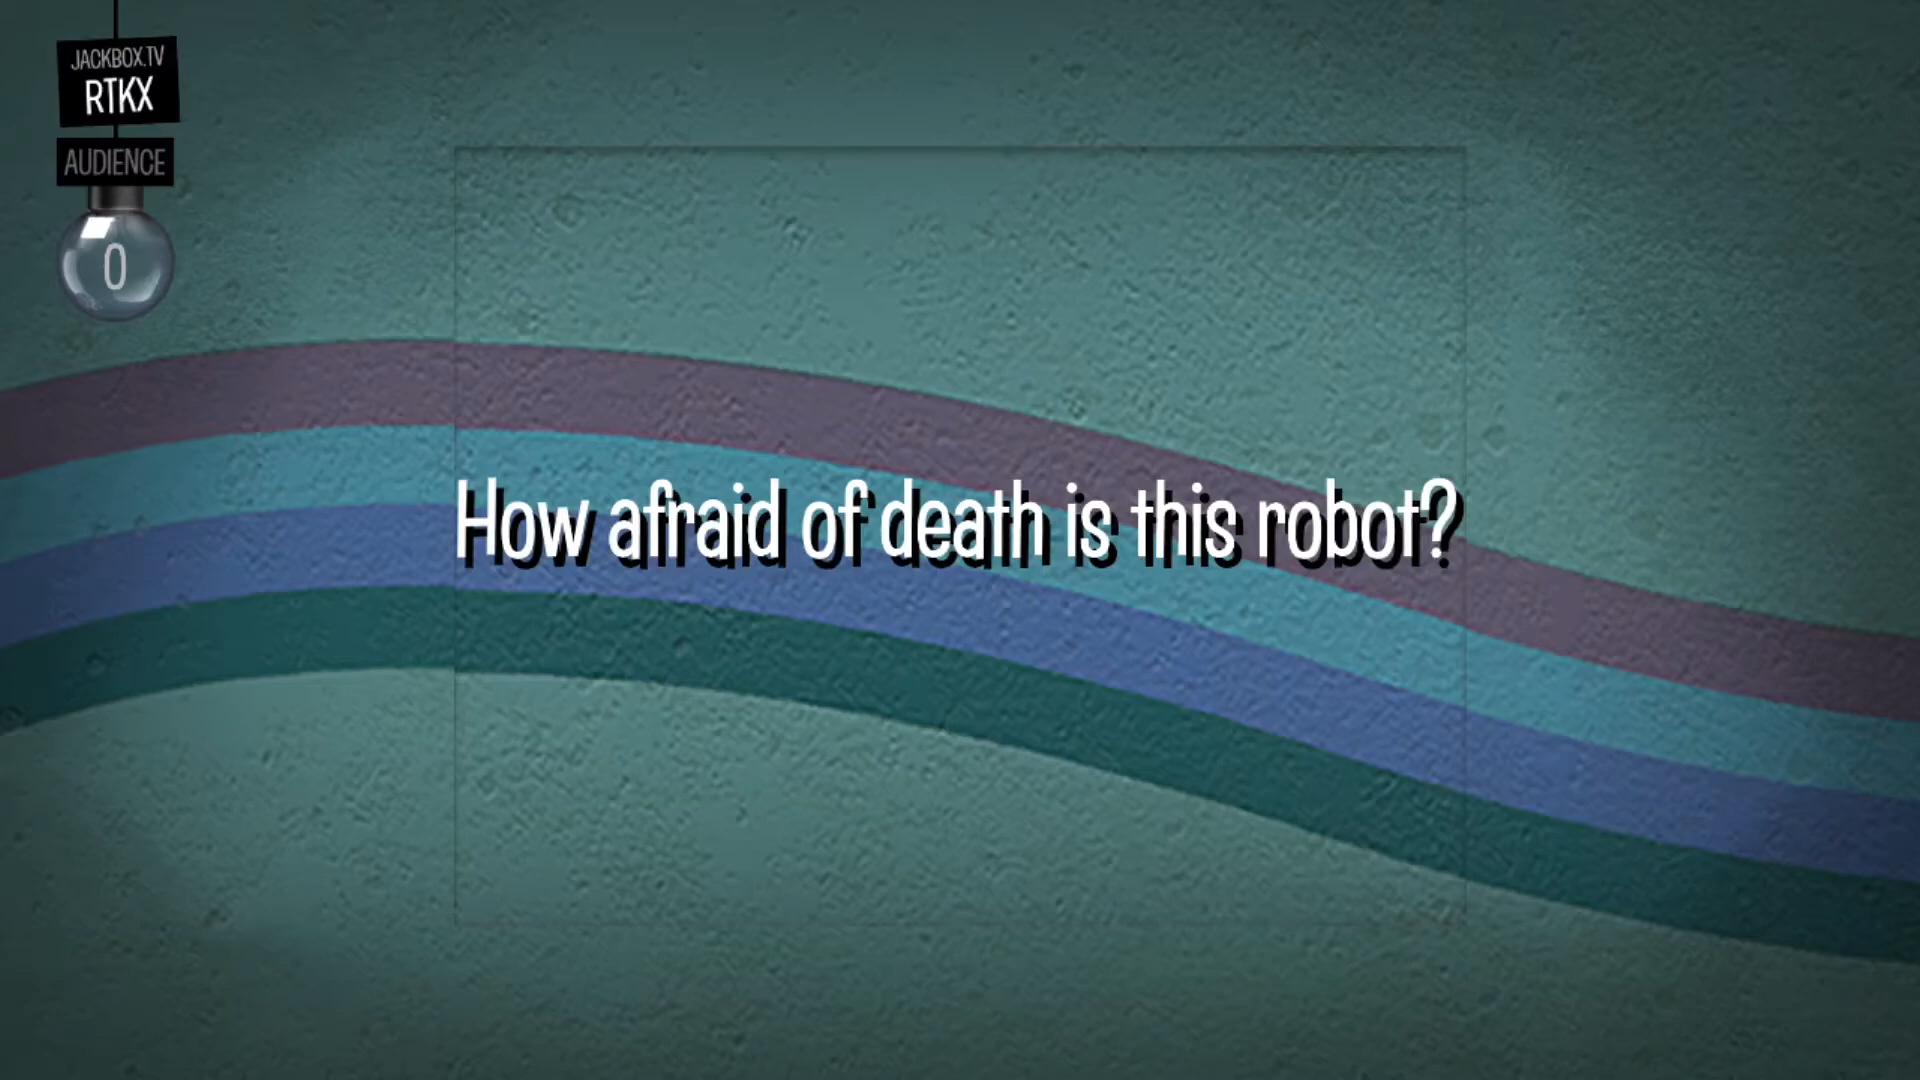 JACKBOX.TV
RTKX
AUDIENCE
0
How afraid of death is this robot?